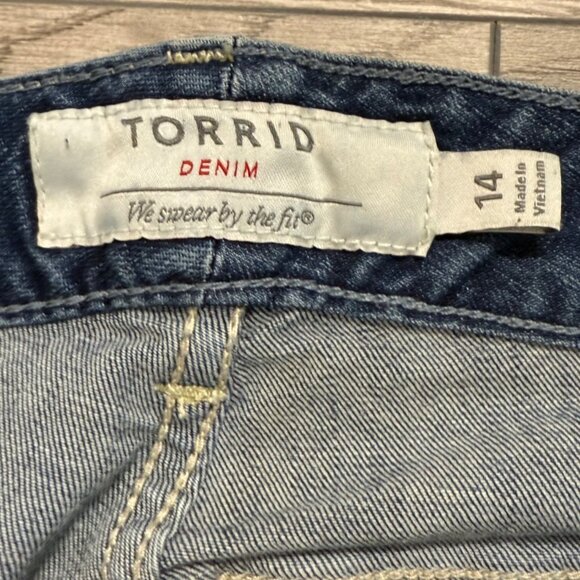 TORRID
DENIM
We swear by the fit®
14
Made In
Vietnam